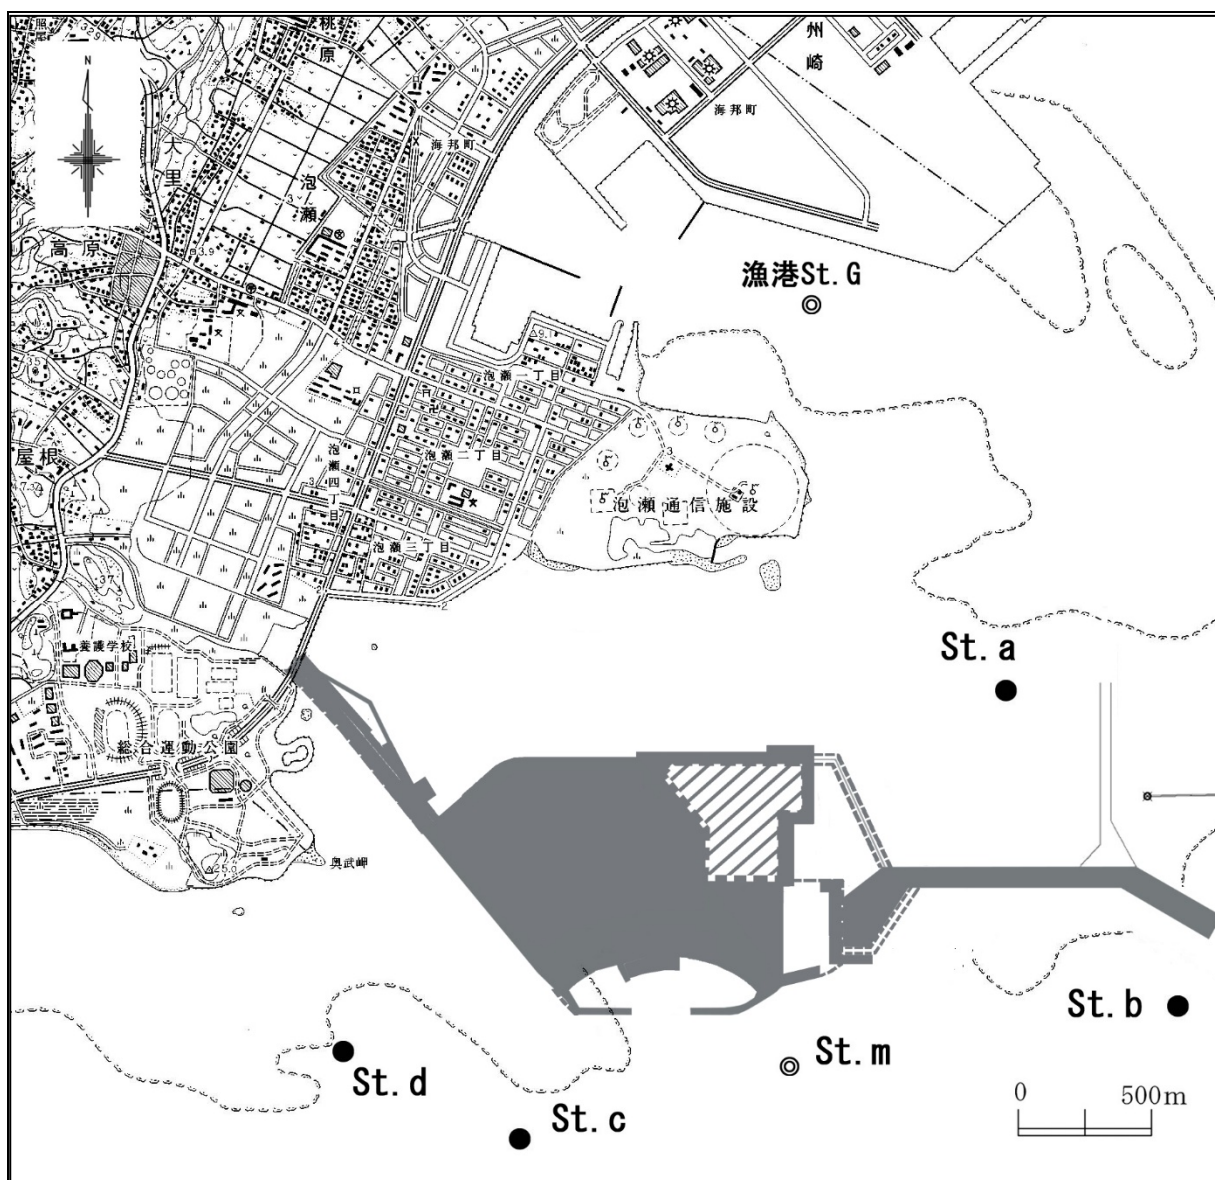 N
桃原
州崎
海邦町
海邦町
大里
泡瀬
高原
漁港St.G
泡瀬一丁目
屋根
泡瀬二丁目
泡瀬四丁目
泡瀬通信施設
泡瀬三丁目
養護学校
St.a
総合運動公園
奥武岬
St.b
St.m
St.d
St.c
0 500m